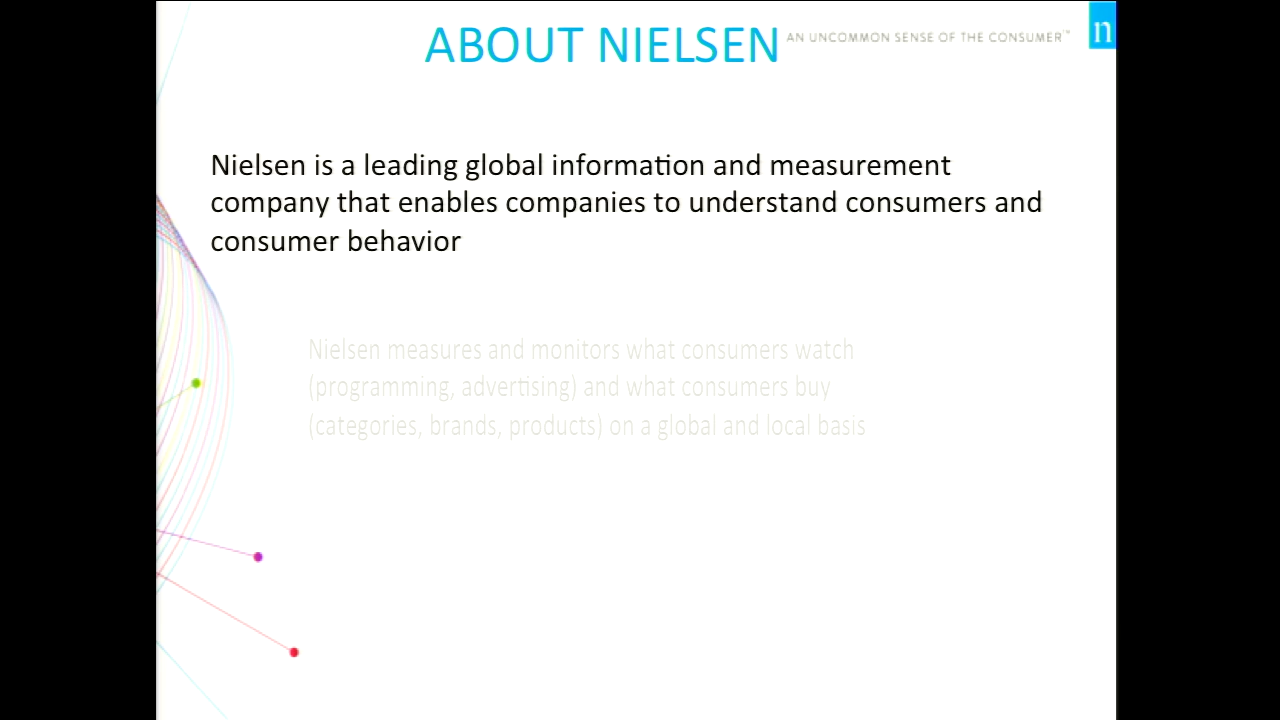 ABOUT NIELSEN
AN UNCOMMON SENSE OF THE CONSUMER™
n
Nielsen is a leading global information and measurement
company that enables companies to understand consumers and
consumer behavior
Nielsen measures and monitors what consumers watch
(programming, advertising) and what consumers buy
(categories, brands, products) on a global and local basis